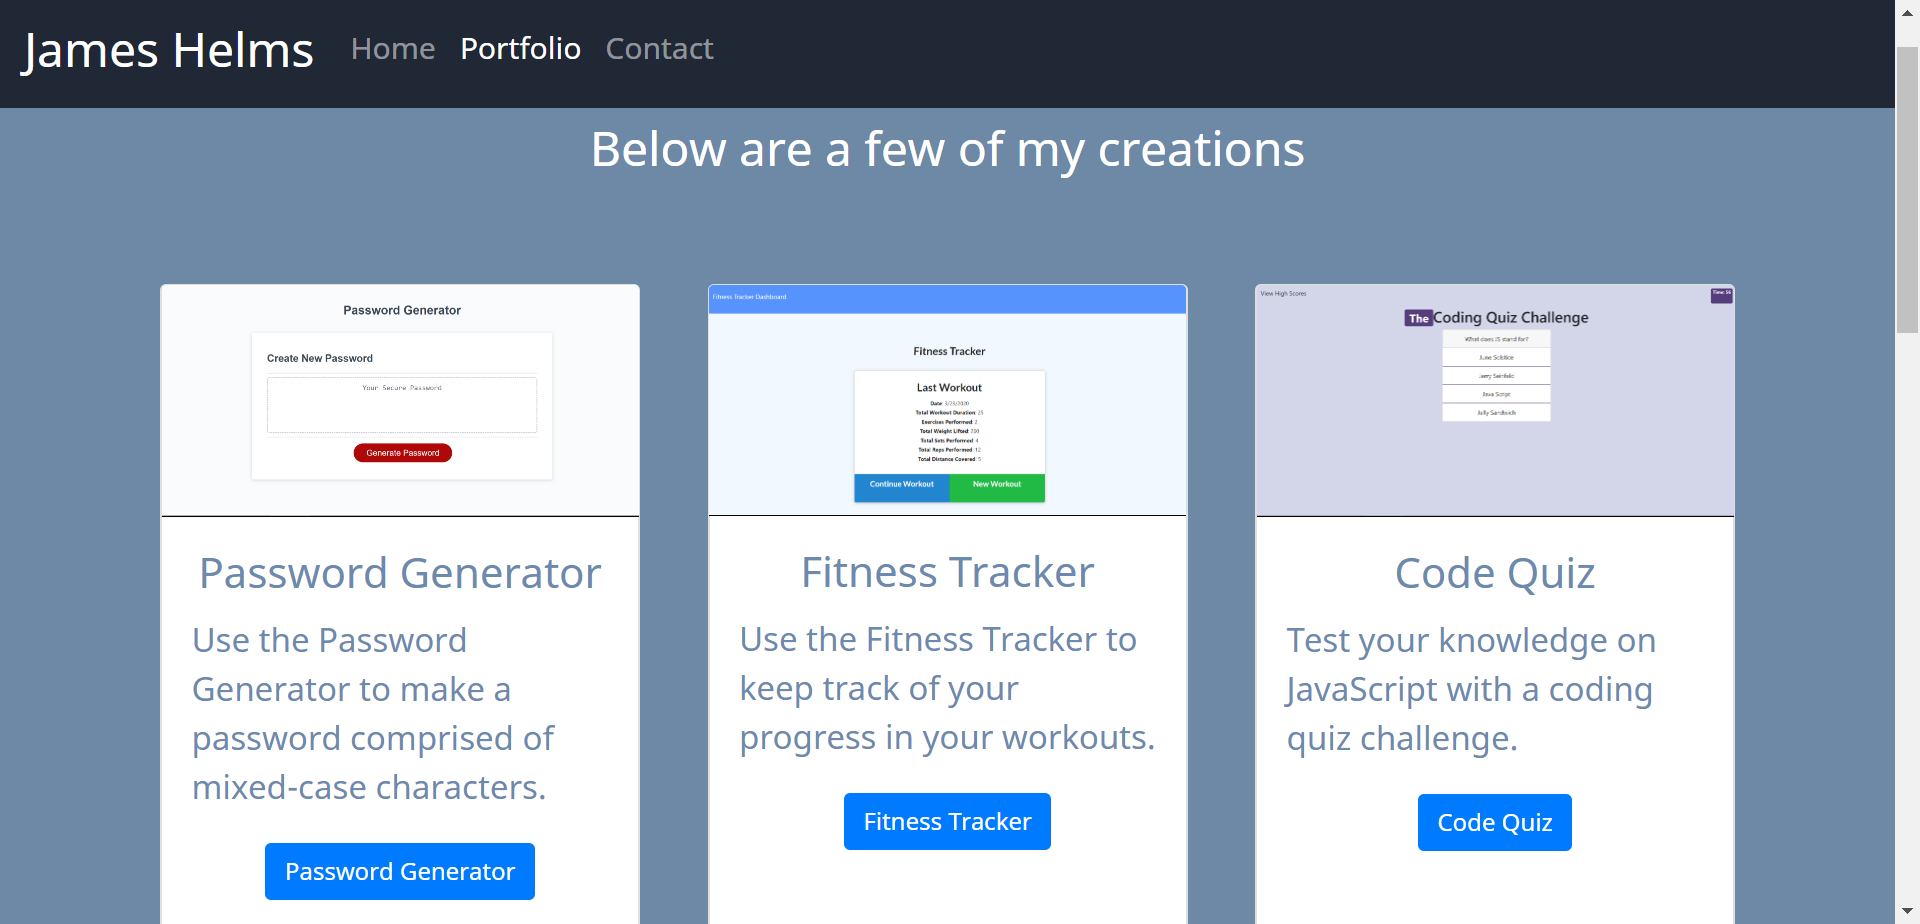 James Helms Home Portfolio Contact
Below are a few of my creations
Password Generator
Create New Password
Your Secure Password
Generate Password
Password Generator
Use the Password
Generator to make a
password comprised of
mixed-case characters.
Password Generator
Fitness Tracker Dashboard
Fitness Tracker
Last Workout
Date: 3/23/2020
Total Workout Duration: 25
Exercises Performed: 2
Total Weight Lifted: 200
Total Sets Performed: 4
Total Reps Performed: 12
Total Distance Covered: 5
Continue Workout New Workout
Fitness Tracker
Use the Fitness Tracker to
keep track of your
progress in your workouts.
Fitness Tracker
View High Scores
Time: 56
The Coding Quiz Challenge
What does JS stand for?
June Solstice
Jerry Seinfeld
Java Script
Jelly Sandwich
Code Quiz
Test your knowledge on
JavaScript with a coding
quiz challenge.
Code Quiz